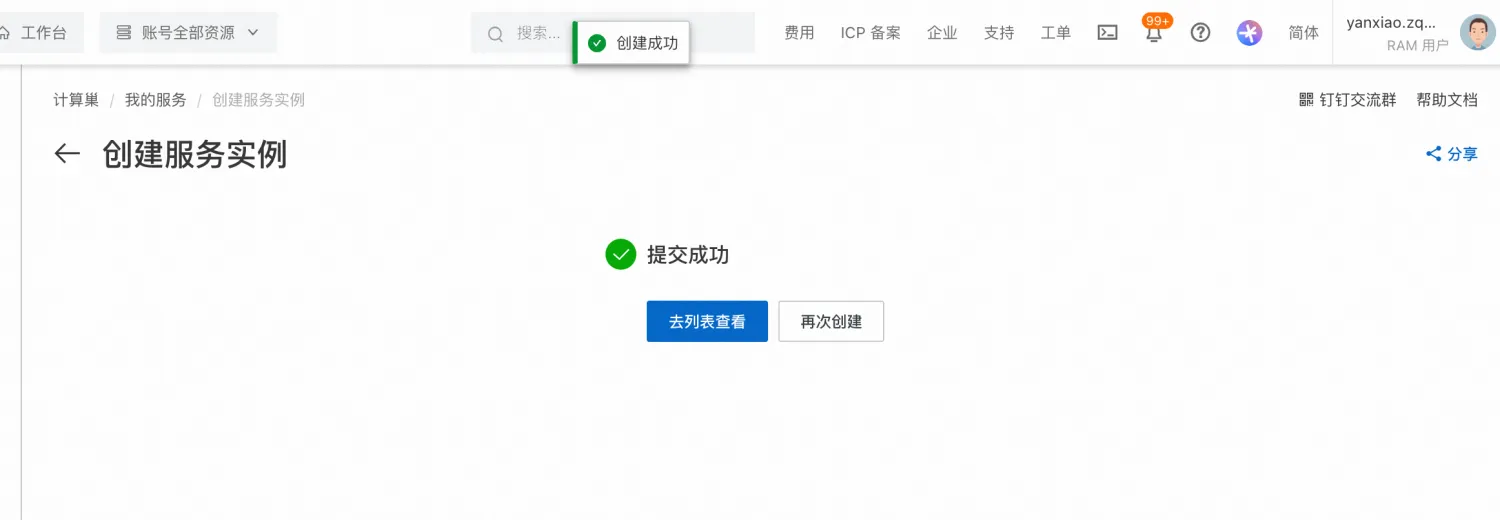 工作台 账号全部资源 搜索... 费用 ICP 备案 企业 支持 工单 99+ 简体 yanxiao.zq...
RAM 用户
创建成功
计算巢 / 我的服务 / 创建服务实例 钉钉交流群 帮助文档
创建服务实例 分享
提交成功
去列表查看 再次创建